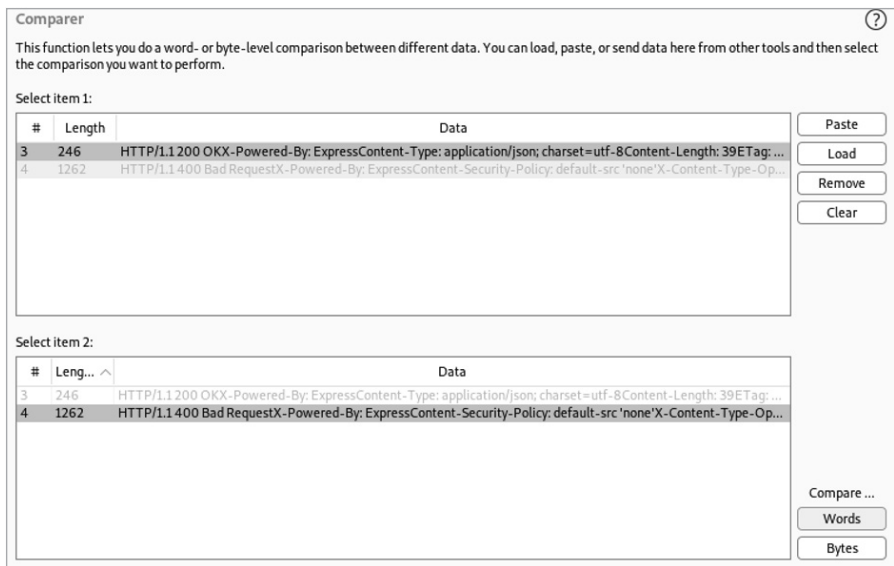 Comparer
?
This function lets you do a word- or byte-level comparison between different data. You can load, paste, or send data here from other tools and then select
the comparison you want to perform.
Select item 1:
# Length Data
3 246 HTTP/1.1 200 OKX-Powered-By: ExpressContent-Type: application/json; charset=utf-8Content-Length: 39ETag: ...
4 1262 HTTP/1.1 400 Bad RequestX-Powered-By: ExpressContent-Security-Policy: default-src 'none'X-Content-Type-Op...
Paste
Load
Remove
Clear
Select item 2:
# Leng... Data
3 246 HTTP/1.1 200 OKX-Powered-By: ExpressContent-Type: application/json; charset=utf-8Content-Length: 39ETag: ...
4 1262 HTTP/1.1 400 Bad RequestX-Powered-By: ExpressContent-Security-Policy: default-src 'none'X-Content-Type-Op...
Compare ...
Words
Bytes